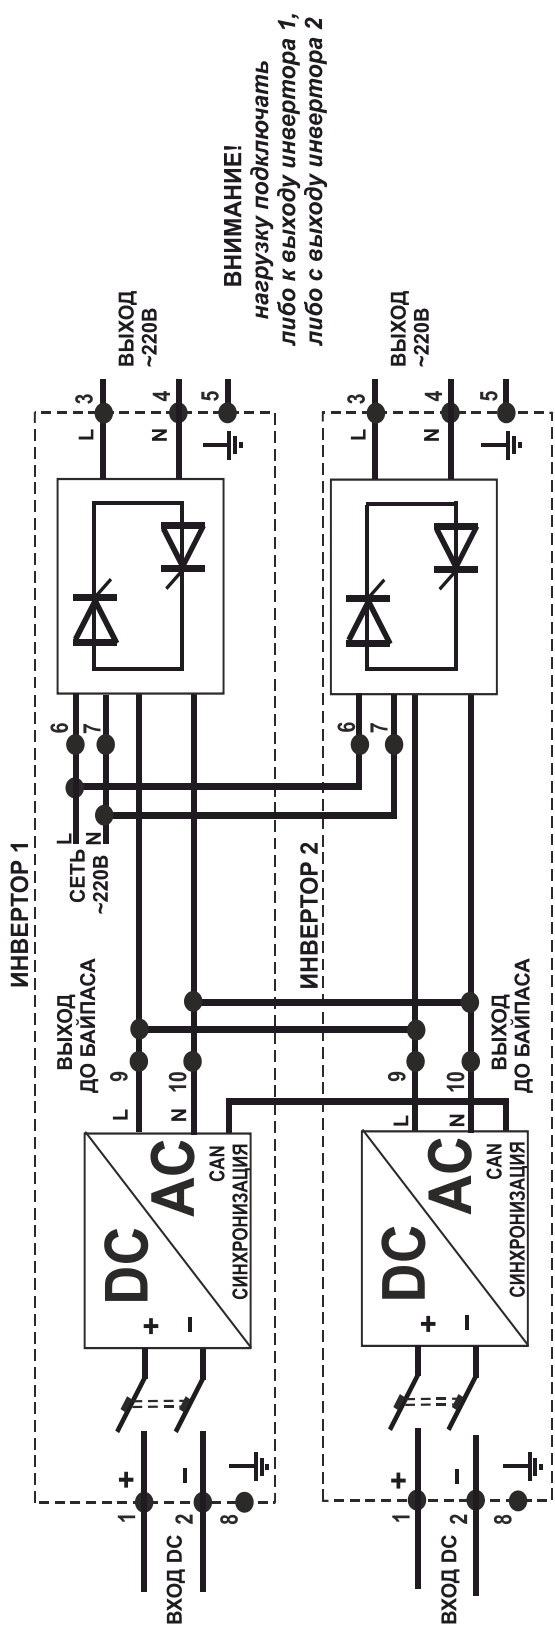 ИНВЕРТОР 1
ВХОД DC
1
+
2
–
8
DC
AC
+
–
CAN
СИНХРОНИЗАЦИЯ
ВЫХОД
ДО БАЙПАСА
L
9
N
10
СЕТЬ
~220В
L
6
N
7
L
3
N
4
5
ВЫХОД
~220В
ВНИМАНИЕ!
нагрузку подключать
либо к выходу инвертора 1,
либо с выходу инвертора 2
ИНВЕРТОР 2
ВХОД DC
1
+
2
–
8
DC
AC
+
–
CAN
СИНХРОНИЗАЦИЯ
L
9
N
10
ВЫХОД
ДО БАЙПАСА
6
7
L
3
N
4
5
ВЫХОД
~220В